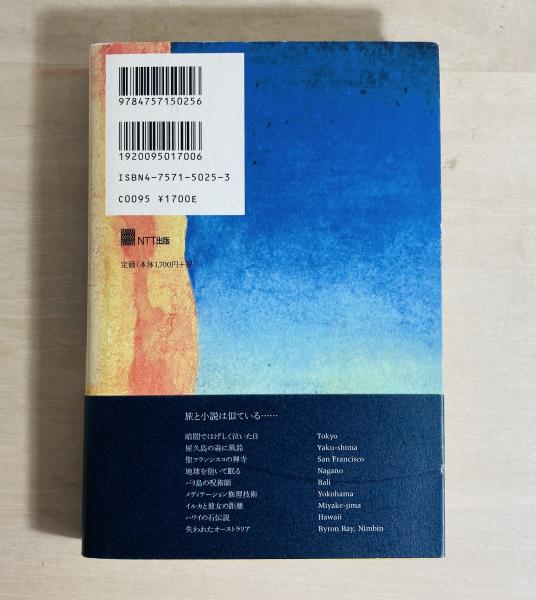 9784757150256
1920095017006
ISBN4-7571-5025-3
C0095 ¥1700E
NTT出版
定価(本体1,700円+税)
旅と小説は似ている……
暗闇ではげしく泣いた日 Tokyo
屋久島の森に風鈴 Yaku-shima
聖フランシスコの禅寺 San Francisco
地球を抱いて眠る Nagano
バリ島の呪術師 Bali
メディテーション修理技術 Yokohama
イルカと彼女の距離 Miyake-jima
ハワイの石伝説 Hawaii
失われたオーストラリア Byron Bay, Nimbin